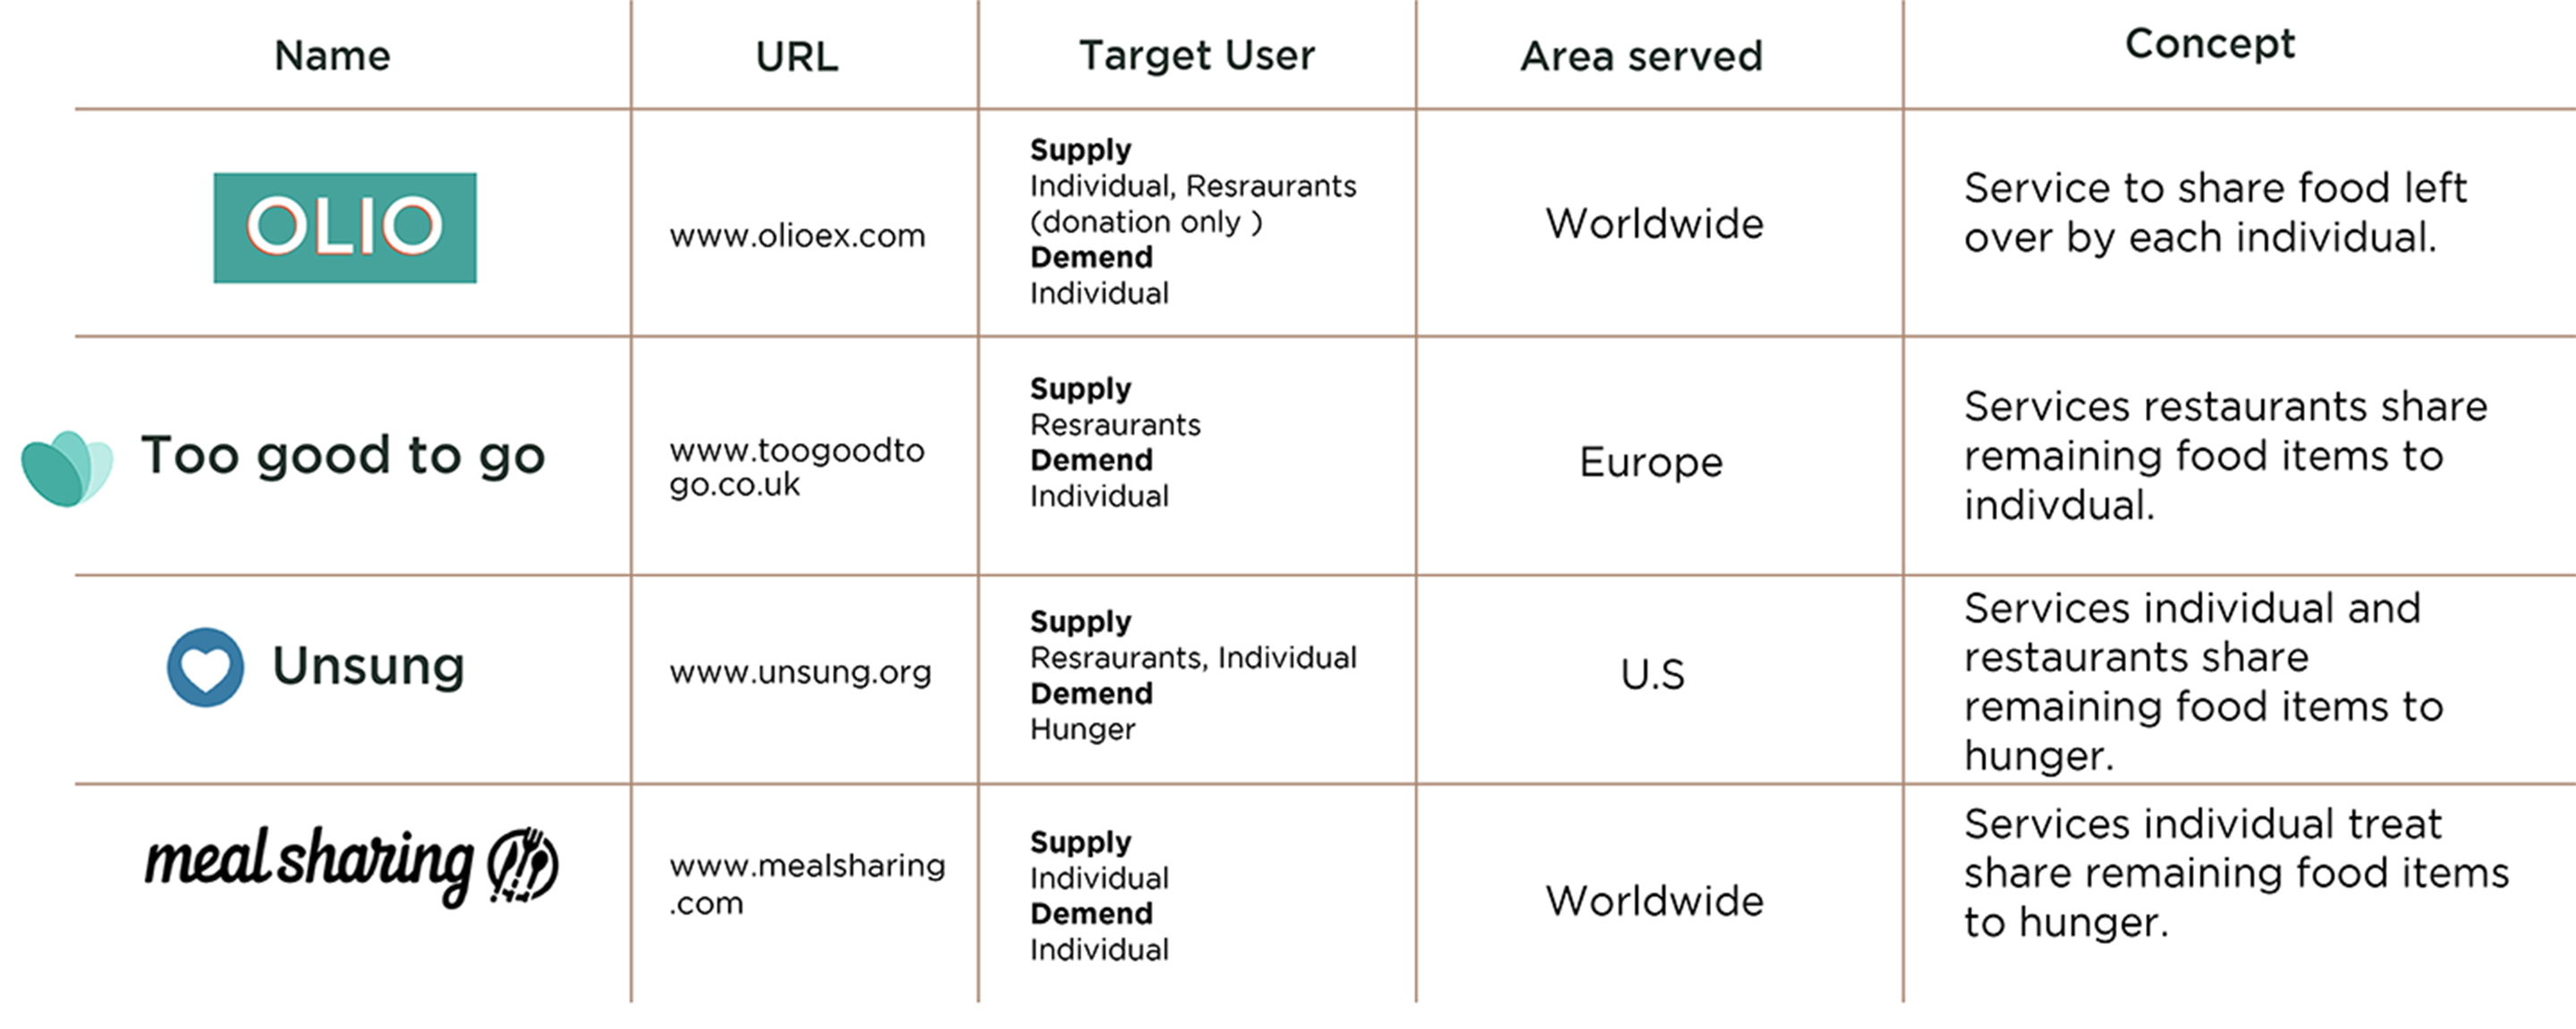 Name
URL
Target User
Area served
Concept
OLIO
www.olioex.com
Supply
Individual, Resraurants
(donation only )
Demend
Individual
Worldwide
Service to share food left
over by each individual.
Too good to go
www.toogoodto
go.co.uk
Supply
Resraurants
Demend
Individual
Europe
Services restaurants share
remaining food items to
indivdual.
Unsung
www.unsung.org
Supply
Resraurants, Individual
Demend
Hunger
U.S
Services individual and
restaurants share
remaining food items to
hunger.
meal sharing
www.mealsharing
.com
Supply
Individual
Demend
Individual
Worldwide
Services individual treat
share remaining food items
to hunger.